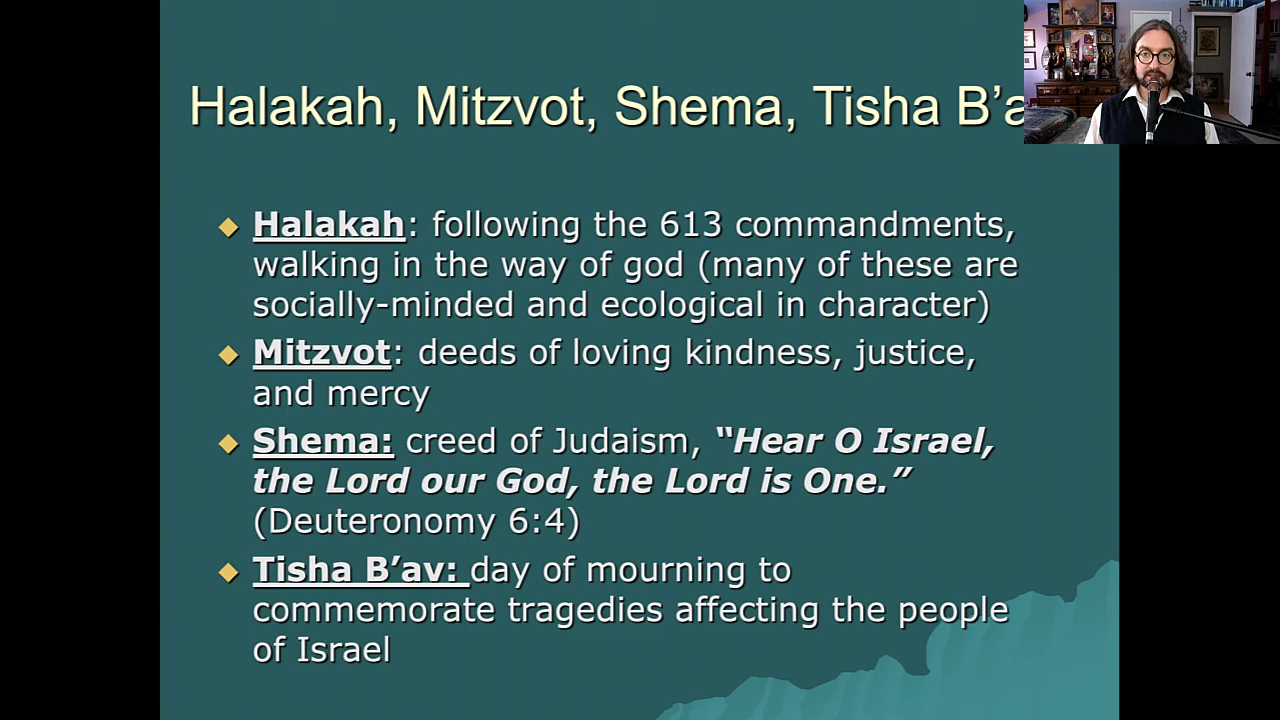 Halakah, Mitzvot, Shema, Tisha B’a
Halakah: following the 613 commandments,
walking in the way of god (many of these are
socially-minded and ecological in character)
Mitzvot: deeds of loving kindness, justice,
and mercy
Shema: creed of Judaism, “Hear O Israel,
the Lord our God, the Lord is One.”
(Deuteronomy 6:4)
Tisha B’av: day of mourning to
commemorate tragedies affecting the people
of Israel